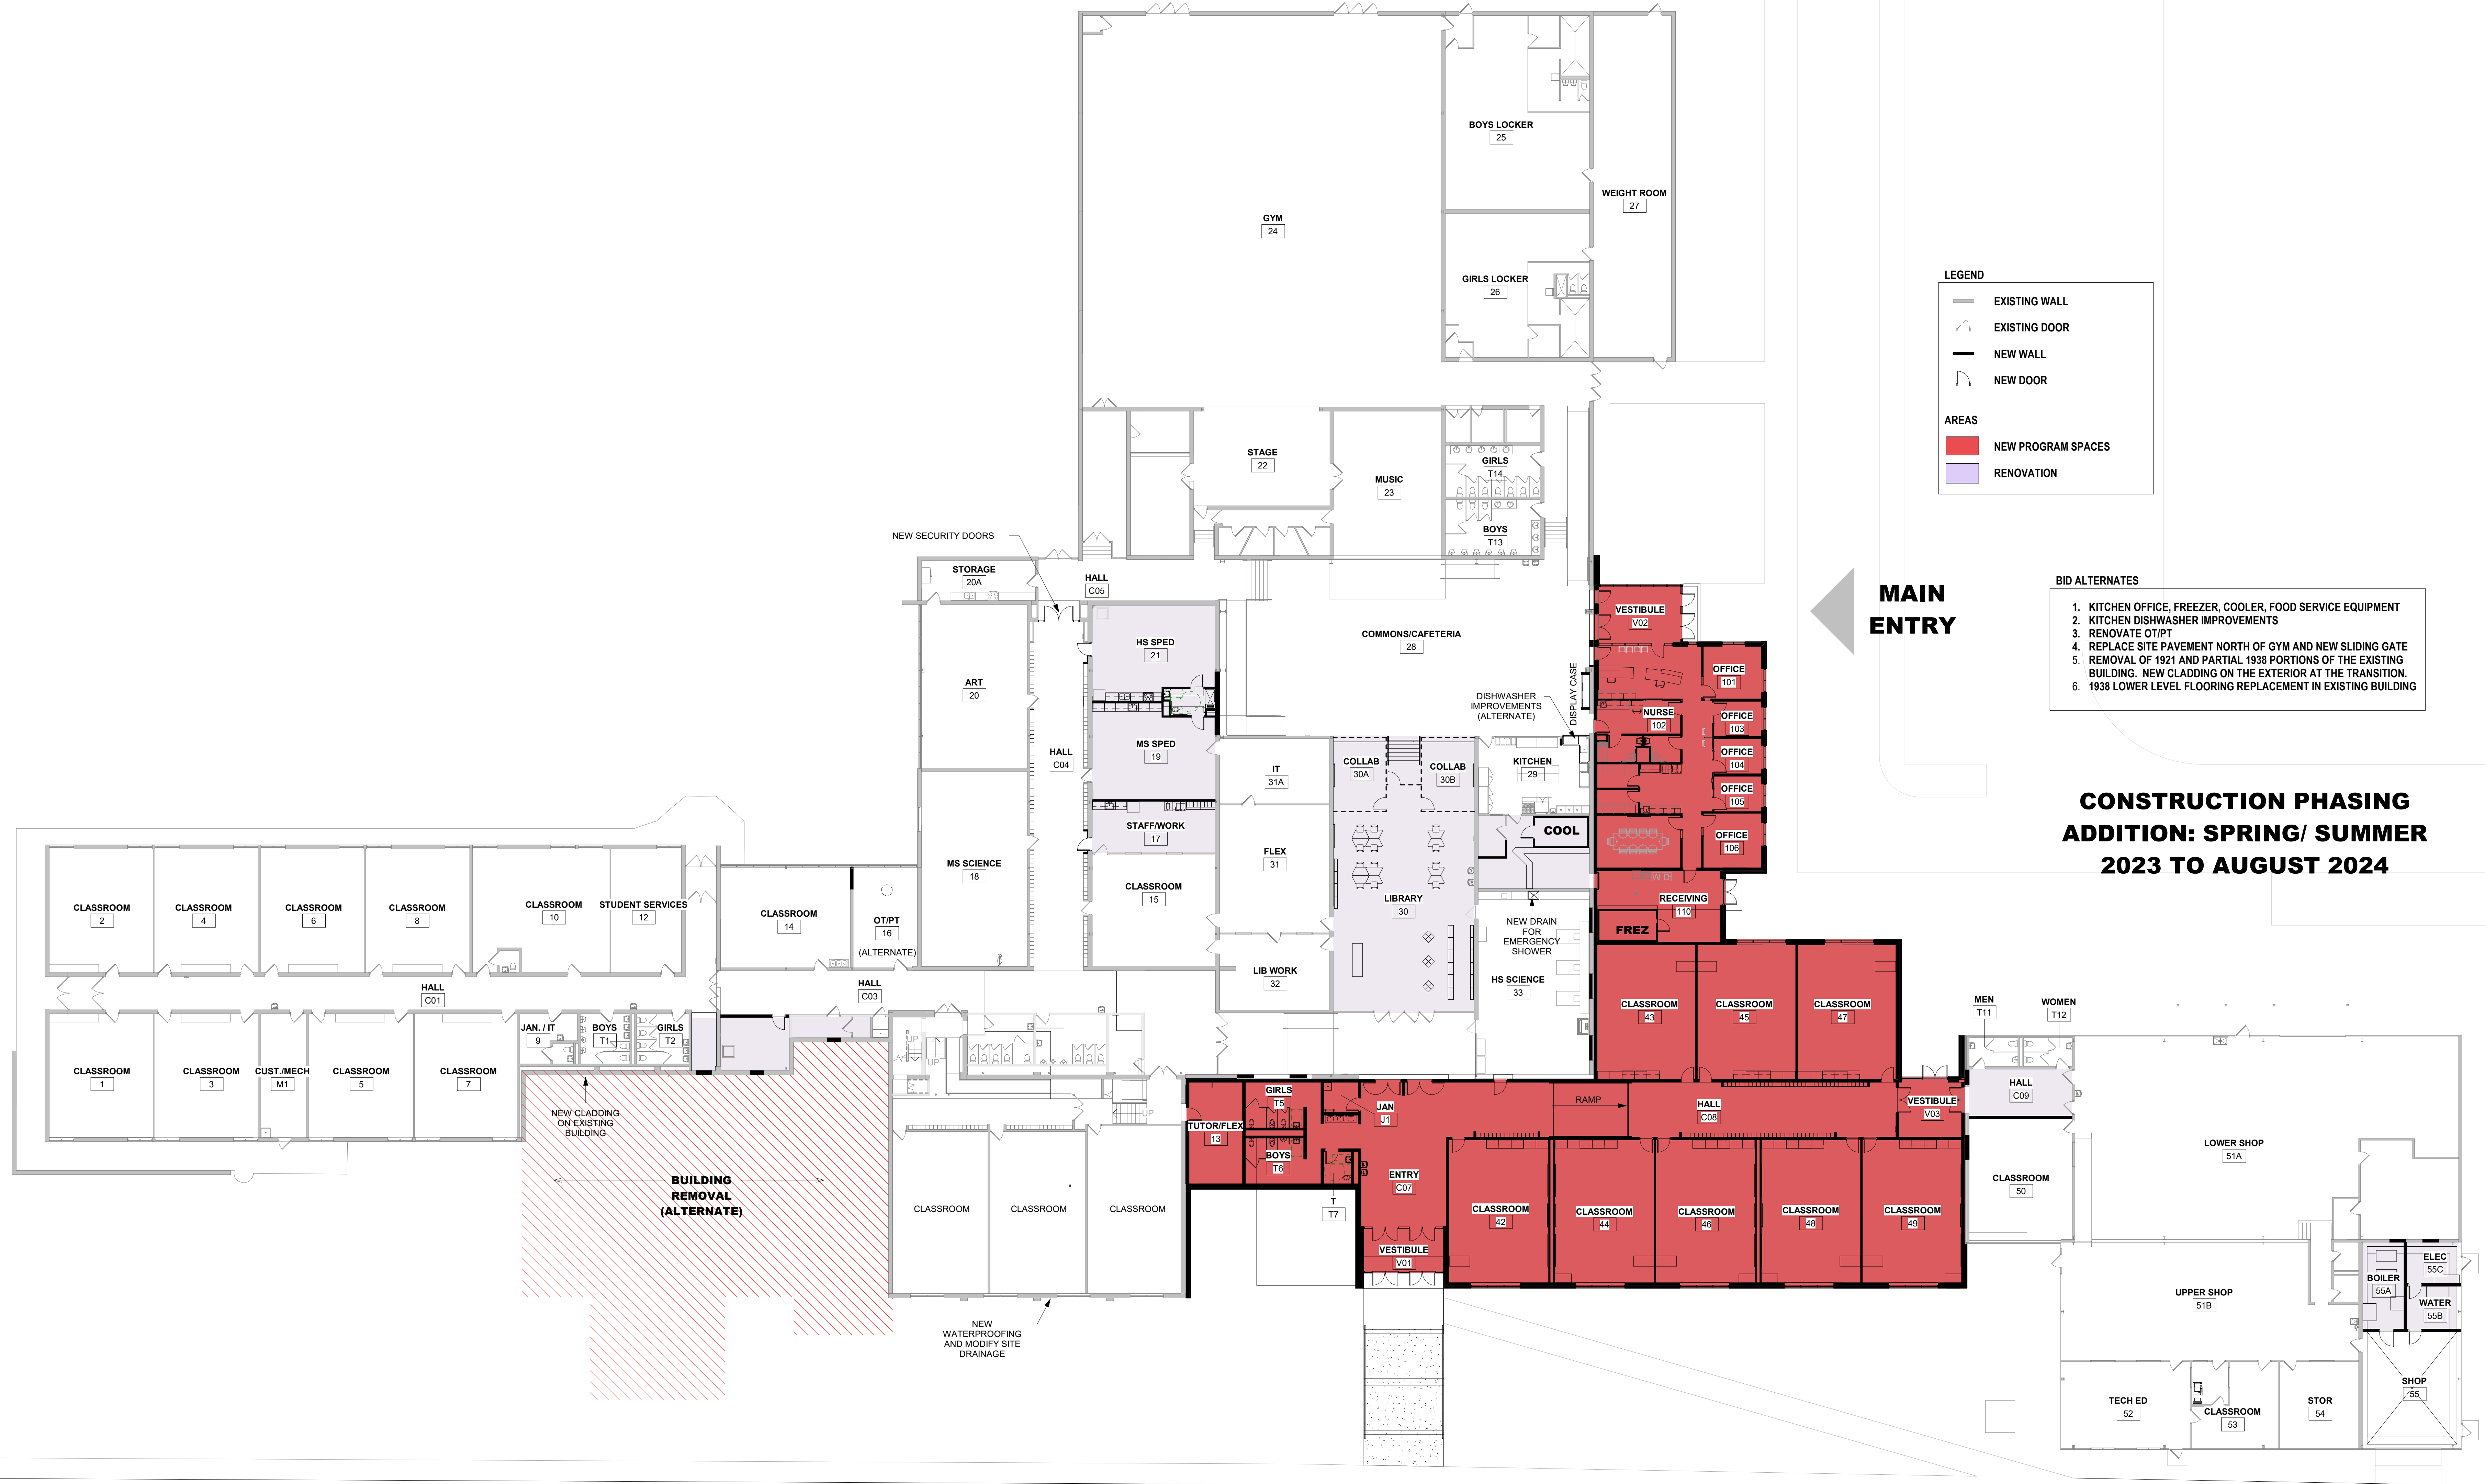 BOYS LOCKER
25
WEIGHT ROOM
27
GYM
24
GIRLS LOCKER
26
LEGEND
EXISTING WALL
EXISTING DOOR
NEW WALL
NEW DOOR
AREAS
NEW PROGRAM SPACES
RENOVATION
STAGE
22
MUSIC
23
GIRLS
T14
BOYS
T13
NEW SECURITY DOORS
STORAGE
20A
HALL
C05
VESTIBULE
V02
MAIN
ENTRY
BID ALTERNATES
1. KITCHEN OFFICE, FREEZER, COOLER, FOOD SERVICE EQUIPMENT
2. KITCHEN DISHWASHER IMPROVEMENTS
3. RENOVATE OT/PT
4. REPLACE SITE PAVEMENT NORTH OF GYM AND NEW SLIDING GATE
5. REMOVAL OF 1921 AND PARTIAL 1938 PORTIONS OF THE EXISTING
BUILDING. NEW CLADDING ON THE EXTERIOR AT THE TRANSITION.
6. 1938 LOWER LEVEL FLOORING REPLACEMENT IN EXISTING BUILDING
HS SPED
21
COMMONS/CAFETERIA
28
ART
20
OFFICE
101
DISPLAY CASE
DISHWASHER
IMPROVEMENTS
(ALTERNATE)
NURSE
102
OFFICE
103
HALL
C04
MS SPED
19
IT
31A
COLLAB
30A
COLLAB
30B
KITCHEN
29
OFFICE
104
OFFICE
105
CONSTRUCTION PHASING
ADDITION: SPRING/ SUMMER
2023 TO AUGUST 2024
STAFF/WORK
17
COOL
OFFICE
106
MS SCIENCE
18
FLEX
31
CLASSROOM
15
LIBRARY
30
RECEIVING
110
FREZ
CLASSROOM
2
CLASSROOM
4
CLASSROOM
6
CLASSROOM
8
CLASSROOM
10
STUDENT SERVICES
12
CLASSROOM
14
OT/PT
16
(ALTERNATE)
NEW DRAIN
FOR
EMERGENCY
SHOWER
LIB WORK
32
HS SCIENCE
33
HALL
C01
HALL
C03
CLASSROOM
43
CLASSROOM
45
CLASSROOM
47
MEN
T11
WOMEN
T12
JAN. / IT
9
BOYS
T1
GIRLS
T2
UP
UP
UP
CLASSROOM
1
CLASSROOM
3
CUST./MECH
M1
CLASSROOM
5
CLASSROOM
7
NEW CLADDING
ON EXISTING
BUILDING
GIRLS
T5
JAN
J1
RAMP
HALL
C08
VESTIBULE
V03
HALL
C09
TUTOR/FLEX
13
BOYS
T6
LOWER SHOP
51A
BUILDING
REMOVAL
(ALTERNATE)
ENTRY
C07
CLASSROOM
50
T
T7
CLASSROOM
CLASSROOM
CLASSROOM
CLASSROOM
42
CLASSROOM
44
CLASSROOM
46
CLASSROOM
48
CLASSROOM
49
VESTIBULE
V01
ELEC
55C
BOILER
55A
WATER
55B
UPPER SHOP
51B
NEW
WATERPROOFING
AND MODIFY SITE
DRAINAGE
SHOP
55
TECH ED
52
CLASSROOM
53
STOR
54